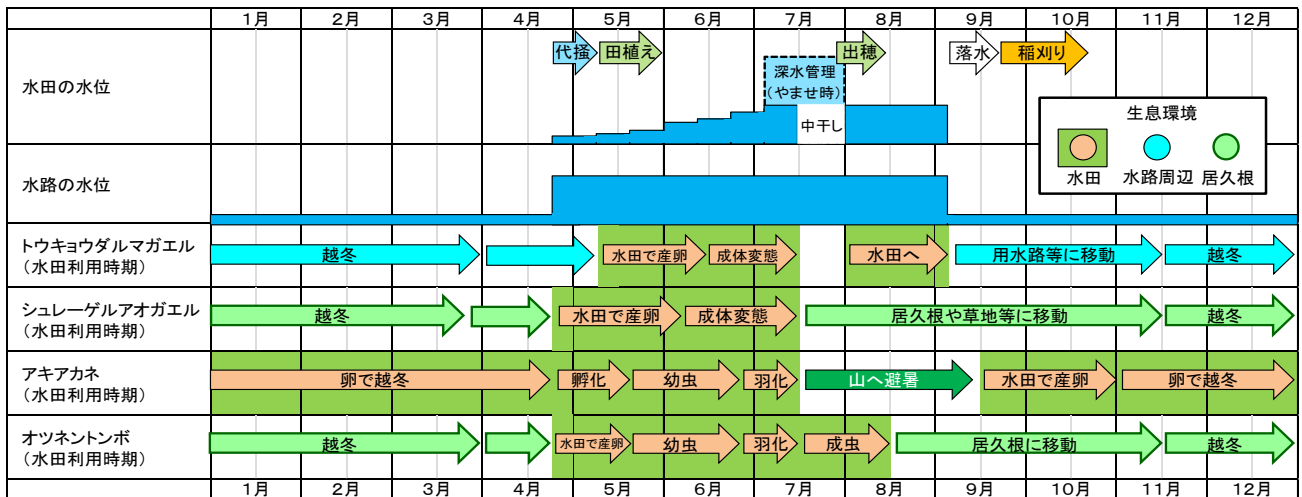 1月 2月 3月 4月 5月 6月 7月 8月 9月 10月 11月 12月
水田の水位
代掻
田植え
深水管理
(やませ時)
中干し
出穂
落水
稲刈り
生息環境
水田 水路周辺 居久根
水路の水位
トウキョウダルマガエル
(水田利用時期)
越冬
水田で産卵
成体変態
水田へ
用水路等に移動
越冬
シュレーゲルアオガエル
(水田利用時期)
越冬
水田で産卵
成体変態
居久根や草地等に移動
越冬
アキアカネ
(水田利用時期)
卵で越冬
孵化
幼虫
羽化
山へ避暑
水田で産卵
卵で越冬
オツネントンボ
(水田利用時期)
越冬
水田で産卵
幼虫
羽化
成虫
居久根に移動
越冬
1月 2月 3月 4月 5月 6月 7月 8月 9月 10月 11月 12月